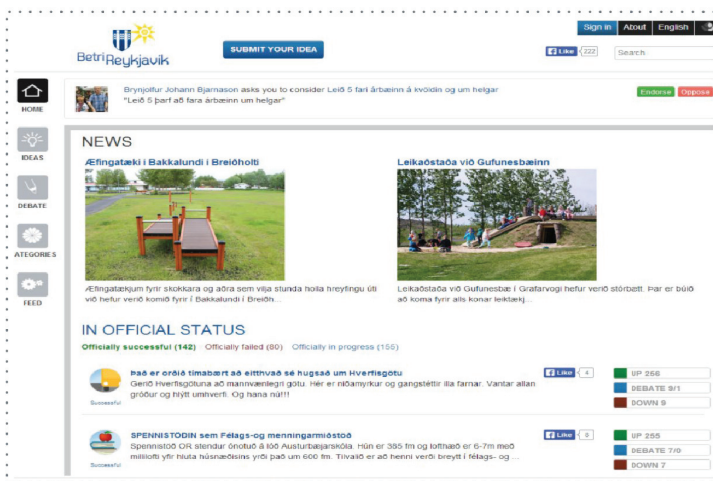 Sign in About English
Betri Reykjavik
SUBMIT YOUR IDEA
Like 222
Search
Brynjolfur Johann Bjarnason asks you to consider Leið 5 fari árbæinn á kvöldin og um helgar
"Leið 5 þarf að fara árbæinn um helgar"
Endorse Oppose
HOME
IDEAS
DEBATE
ATEGORIES
FEED
NEWS
Æfingatæki í Bakkalundi í Breiðholti
Æfingatækjum fyrir skokkara og aðra sem vilja stunda holla hreyfingu úti
við hefur verið komið fyrir í Bakkalundi í Breiðh...
Leikaðstaða við Gufunesbæinn
Leikaðstaða við Gufunesbæ í Grafarvogi hefur verið stórbætt. Þar er búið
að koma fyrir alls konar leiktækj...
IN OFFICIAL STATUS
Officially successful (142) Officially failed (80) Officially in progress (155)
Það er orðið tímabært að eitthvað sé hugsað um Hverfisgötu
Gerið Hverfisgötuna að mannvænlegri götu. Hér er niðamyrkur og gangstéttir illa farnar. Vantar allan
gróður og hlýtt umhverfi. Og hana nú!!!
Successful
Like 4
UP 256
DEBATE 9/1
DOWN 9
SPENNISTÖÐIN sem Félags-og menningarmiðstöð
Spennistöð OR stendur ónotuð á lóð Austurbæjarskóla. Hún er 385 fm og lofthæð er 6-7m með
millilofti yfir hluta húsnæðisins yrði það um 600 fm. Tilvalið er að henni verði breytt í félags- og ...
Successful
Like 0
UP 255
DEBATE 7/0
DOWN 7